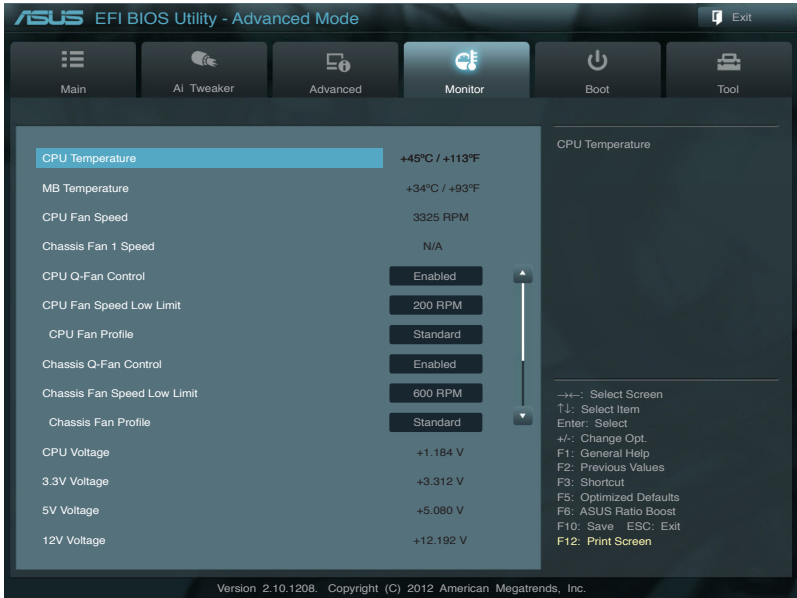 ASUS EFI BIOS Utility - Advanced Mode
Exit
Main
Ai Tweaker
Advanced
Monitor
Boot
Tool
CPU Temperature +45ºC / +113ºF
MB Temperature +34ºC / +93ºF
CPU Fan Speed 3325 RPM
Chassis Fan 1 Speed N/A
CPU Q-Fan Control Enabled
CPU Fan Speed Low Limit 200 RPM
CPU Fan Profile Standard
Chassis Q-Fan Control Enabled
Chassis Fan Speed Low Limit 600 RPM
Chassis Fan Profile Standard
CPU Voltage +1.184 V
3.3V Voltage +3.312 V
5V Voltage +5.080 V
12V Voltage +12.192 V
CPU Temperature
→←: Select Screen
↑↓: Select Item
Enter: Select
+/-: Change Opt.
F1: General Help
F2: Previous Values
F3: Shortcut
F5: Optimized Defaults
F6: ASUS Ratio Boost
F10: Save ESC: Exit
F12: Print Screen
Version 2.10.1208. Copyright (C) 2012 American Megatrends, Inc.